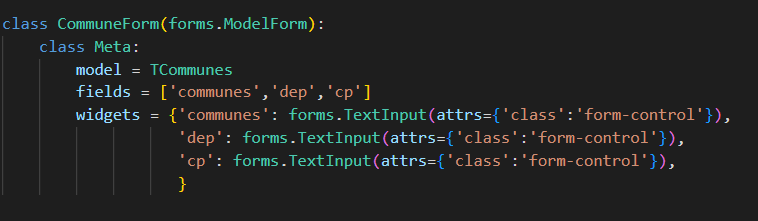 class CommuneForm(forms.ModelForm):
    class Meta:
        model = TCommunes
        fields = ['communes','dep','cp']
        widgets = {'communes': forms.TextInput(attrs={'class':'form-control'}),
                   'dep': forms.TextInput(attrs={'class':'form-control'}),
                   'cp': forms.TextInput(attrs={'class':'form-control'}),
                   }